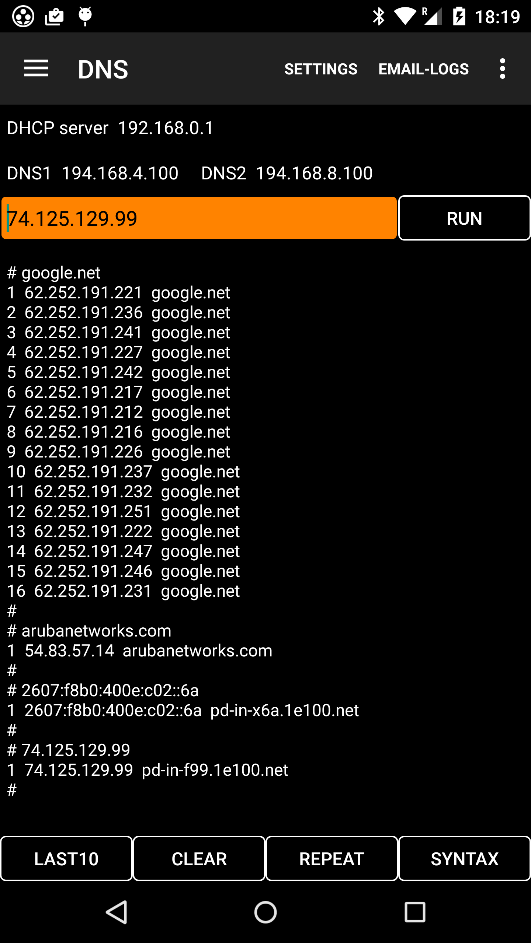 R 18:19
DNS SETTINGS EMAIL-LOGS
DHCP server 192.168.0.1
DNS1 194.168.4.100 DNS2 194.168.8.100
74.125.129.99 RUN
# google.net
1 62.252.191.221 google.net
2 62.252.191.236 google.net
3 62.252.191.241 google.net
4 62.252.191.227 google.net
5 62.252.191.242 google.net
6 62.252.191.217 google.net
7 62.252.191.212 google.net
8 62.252.191.216 google.net
9 62.252.191.226 google.net
10 62.252.191.237 google.net
11 62.252.191.232 google.net
12 62.252.191.251 google.net
13 62.252.191.222 google.net
14 62.252.191.247 google.net
15 62.252.191.246 google.net
16 62.252.191.231 google.net
#
# arubanetworks.com
1 54.83.57.14 arubanetworks.com
#
# 2607:f8b0:400e:c02::6a
1 2607:f8b0:400e:c02::6a pd-in-x6a.1e100.net
#
# 74.125.129.99
1 74.125.129.99 pd-in-f99.1e100.net
#
LAST10 CLEAR REPEAT SYNTAX